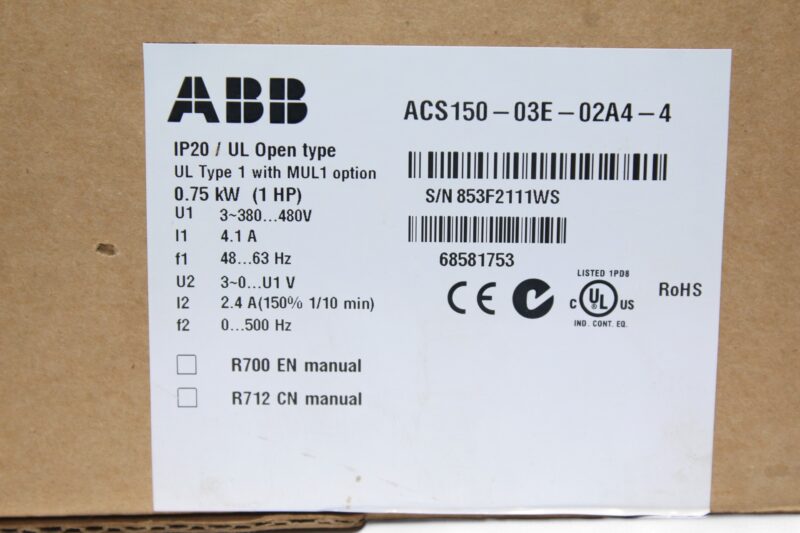 ABB
ACS150-03E-02A4-4
IP20 / UL Open type
UL Type 1 with MUL1 option
0.75 kW (1 HP)
U1 3~380...480V
I1 4.1 A
f1 48...63 Hz
U2 3~0...U1 V
I2 2.4 A(150% 1/10 min)
f2 0...500 Hz
R700 EN manual
R712 CN manual
S/N 853F2111WS
68581753
CE
LISTED 1PD8
C UL US
IND. CONT. EQ.
RoHS